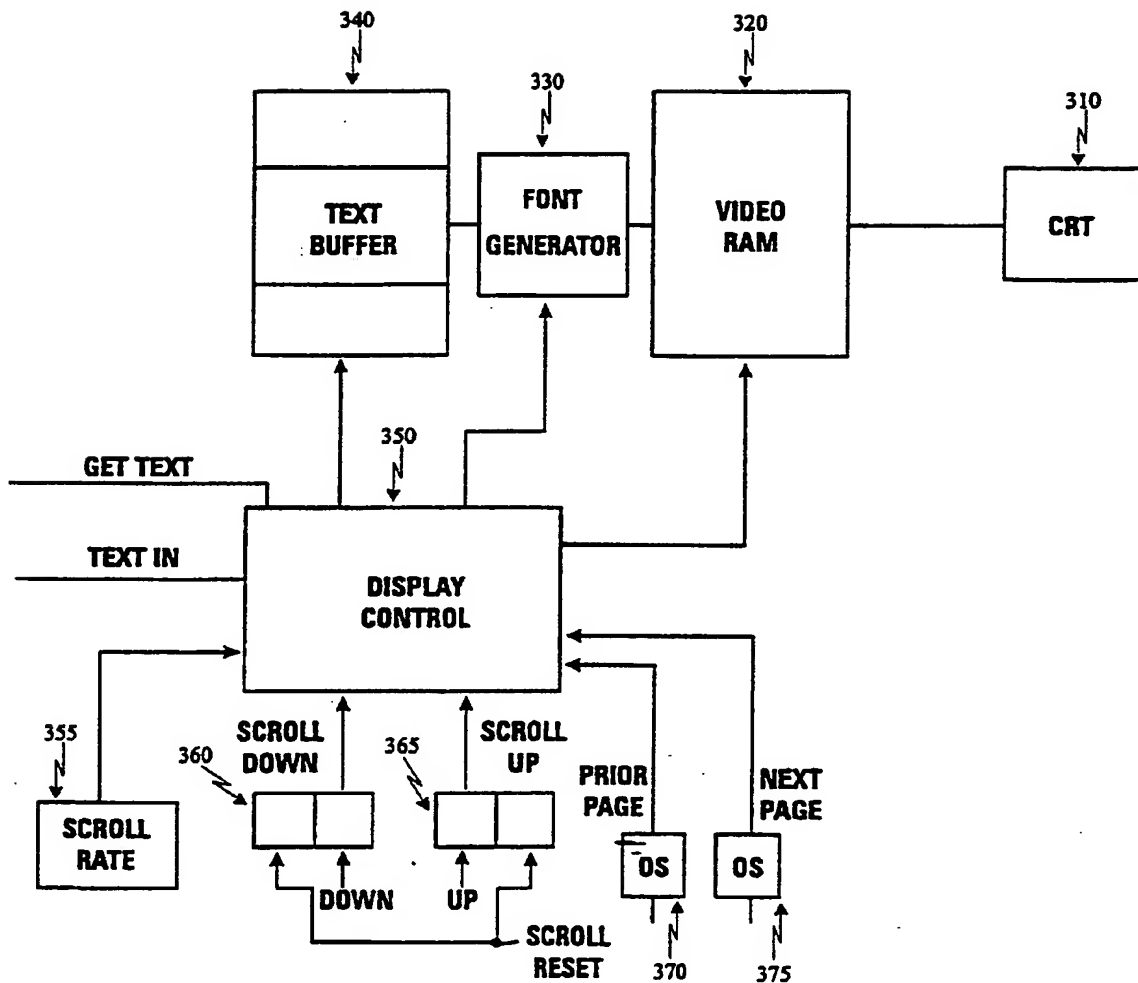 340
330
320
310
TEXT
BUFFER
FONT
GENERATOR
VIDEO
RAM
CRT
350
GET TEXT
TEXT IN
DISPLAY
CONTROL
355
SCROLL
RATE
360
SCROLL
DOWN
365
SCROLL
UP
PRIOR
PAGE
NEXT
PAGE
OS
OS
DOWN
UP
SCROLL
RESET
370
375